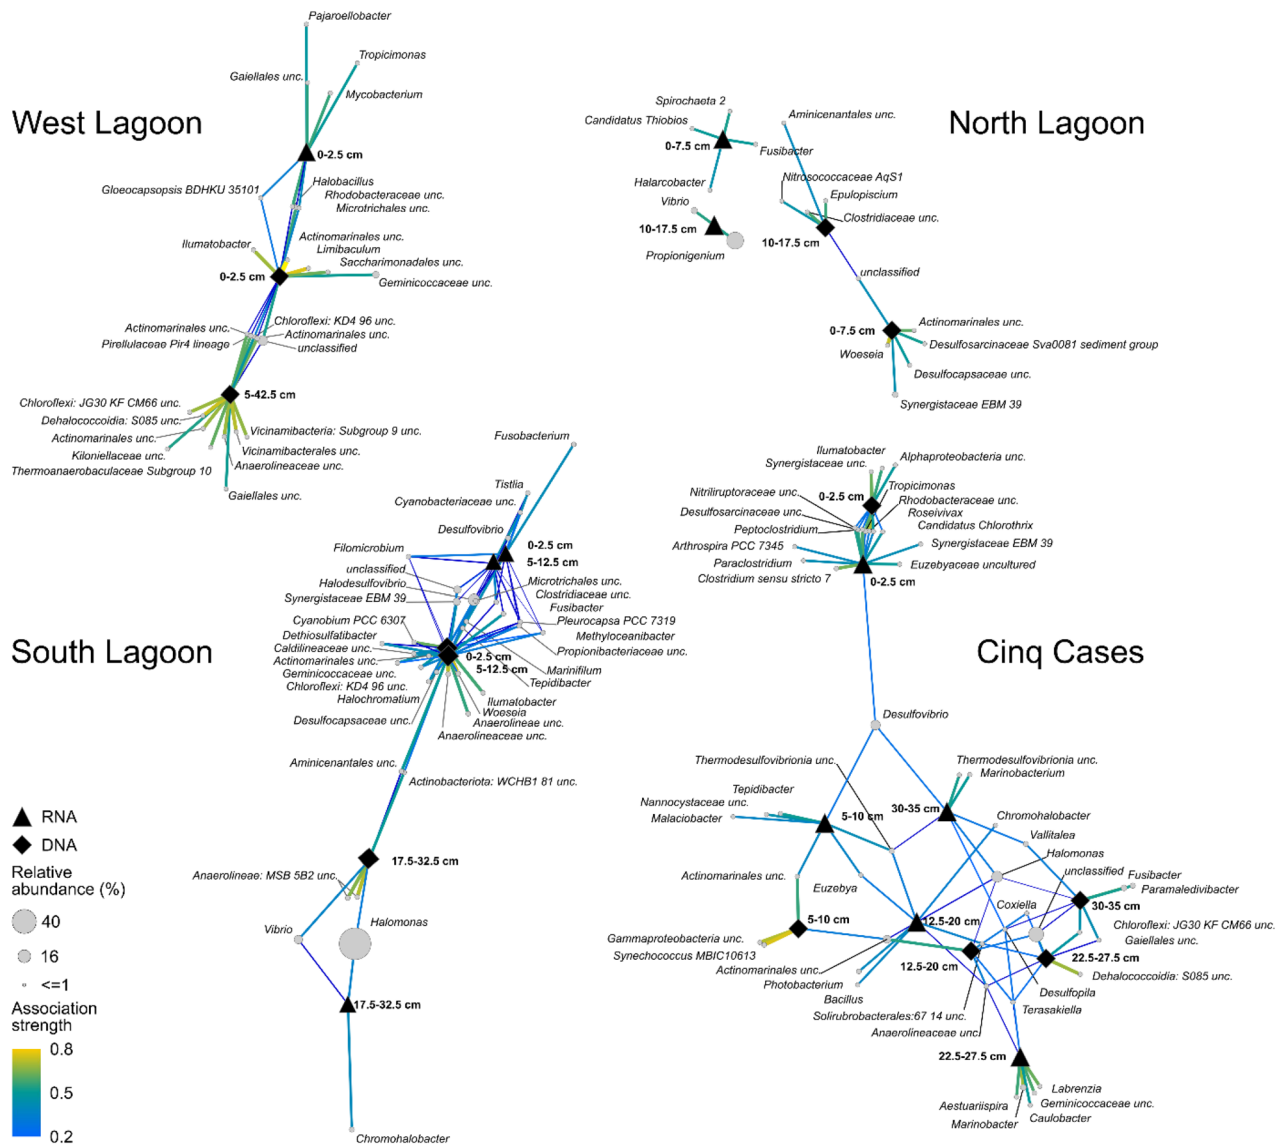 West Lagoon
Pajaroellobacter
Tropicimonas
Gaiellales unc.
Mycobacterium
0-2.5 cm
Gloeocapsopsis BDHKU 35101
Halobacillus
Rhodobacteraceae unc.
Microtrichales unc.
Ilumatobacter
Actinomarinales unc.
Limibaculum
Saccharimonadales unc.
0-2.5 cm
Geminicoccaceae unc.
Chloroflexi: KD4 96 unc.
Actinomarinales unc.
Actinomarinales unc.
Pirellulaceae Pir4 lineage
unclassified
5-42.5 cm
Chloroflexi: JG30 KF CM66 unc.
Dehalococcoidia: S085 unc.
Actinomarinales unc.
Kiloniellaceae unc.
Thermoanaerobaculaceae Subgroup 10
Vicinamibacteria: Subgroup 9 unc.
Vicinamibacterales unc.
Anaerolineaceae unc.
Gaiellales unc.
North Lagoon
Spirochaeta 2
Candidatus Thiobios
0-7.5 cm
Fusibacter
Halarcobacter
Vibrio
10-17.5 cm
Propionigenium
Aminicenantales unc.
Nitrosococcaceae AqS1
Epulopiscium
Clostridiaceae unc.
10-17.5 cm
unclassified
0-7.5 cm
Actinomarinales unc.
Desulfosarcinaceae Sva0081 sediment group
Woeseia
Desulfocapsaceae unc.
Synergistaceae EBM 39
South Lagoon
Fusobacterium
Tistlia
Cyanobacteriaceae unc.
Desulfovibrio
0-2.5 cm
5-12.5 cm
Filomicrobium
unclassified
Halodesulfovibrio
Synergistaceae EBM 39
Microtrichales unc.
Clostridiaceae unc.
Fusibacter
Pleurocapsa PCC 7319
Methyloceanibacter
Propionibacteriaceae unc.
Cyanobium PCC 6307
Dethiosulfatibacter
Caldilineaceae unc.
Actinomarinales unc.
Geminicoccaceae unc.
Chloroflexi: KD4 96 unc.
Halochromatium
Desulfocapsaceae unc.
0-2.5 cm
5-12.5 cm
Marinifilum
Tepidibacter
Ilumatobacter
Woeseia
Anaerolineae unc.
Anaerolineaceae unc.
Aminicenantales unc.
Actinobacteriota: WCHB1 81 unc.
17.5-32.5 cm
Anaerolineae: MSB 5B2 unc.
Vibrio
Halomonas
17.5-32.5 cm
Chromohalobacter
Cinq Cases
Ilumatobacter
Synergistaceae unc.
Alphaproteobacteria unc.
0-2.5 cm
Tropicimonas
Nitriliruptoraceae unc.
Rhodobacteraceae unc.
Desulfosarcinaceae unc.
Roseivivax
Peptoclostridium
Candidatus Chlorothrix
Arthrospira PCC 7345
Synergistaceae EBM 39
Paraclostridium
Euzebyaceae uncultured
Clostridium sensu stricto 7
0-2.5 cm
Desulfovibrio
Thermodesulfovibrionia unc.
Thermodesulfovibrionia unc.
Marinobacterium
Tepidibacter
Nannocystaceae unc.
Malaciobacter
5-10 cm
30-35 cm
Chromohalobacter
Vallitalea
Halomonas
unclassified
Fusibacter
Paramaledivibacter
Actinomarinales unc.
Euzebya
Coxiella
30-35 cm
5-10 cm
12.5-20 cm
Chloroflexi: JG30 KF CM66 unc.
Gaiellales unc.
Gammaproteobacteria unc.
Synechococcus MBIC10613
12.5-20 cm
22.5-27.5 cm
Actinomarinales unc.
Dehalococcoidia: S085 unc.
Photobacterium
Bacillus
Desulfopila
Solirubrobacterales:67 14 unc.
Terasakiella
Anaerolineaceae unc.
22.5-27.5 cm
Labrenzia
Aestuariispira
Geminicoccaceae unc.
Marinobacter
Caulobacter
RNA
DNA
Relative
abundance (%)
40
16
<=1
Association
strength
0.8
0.5
0.2